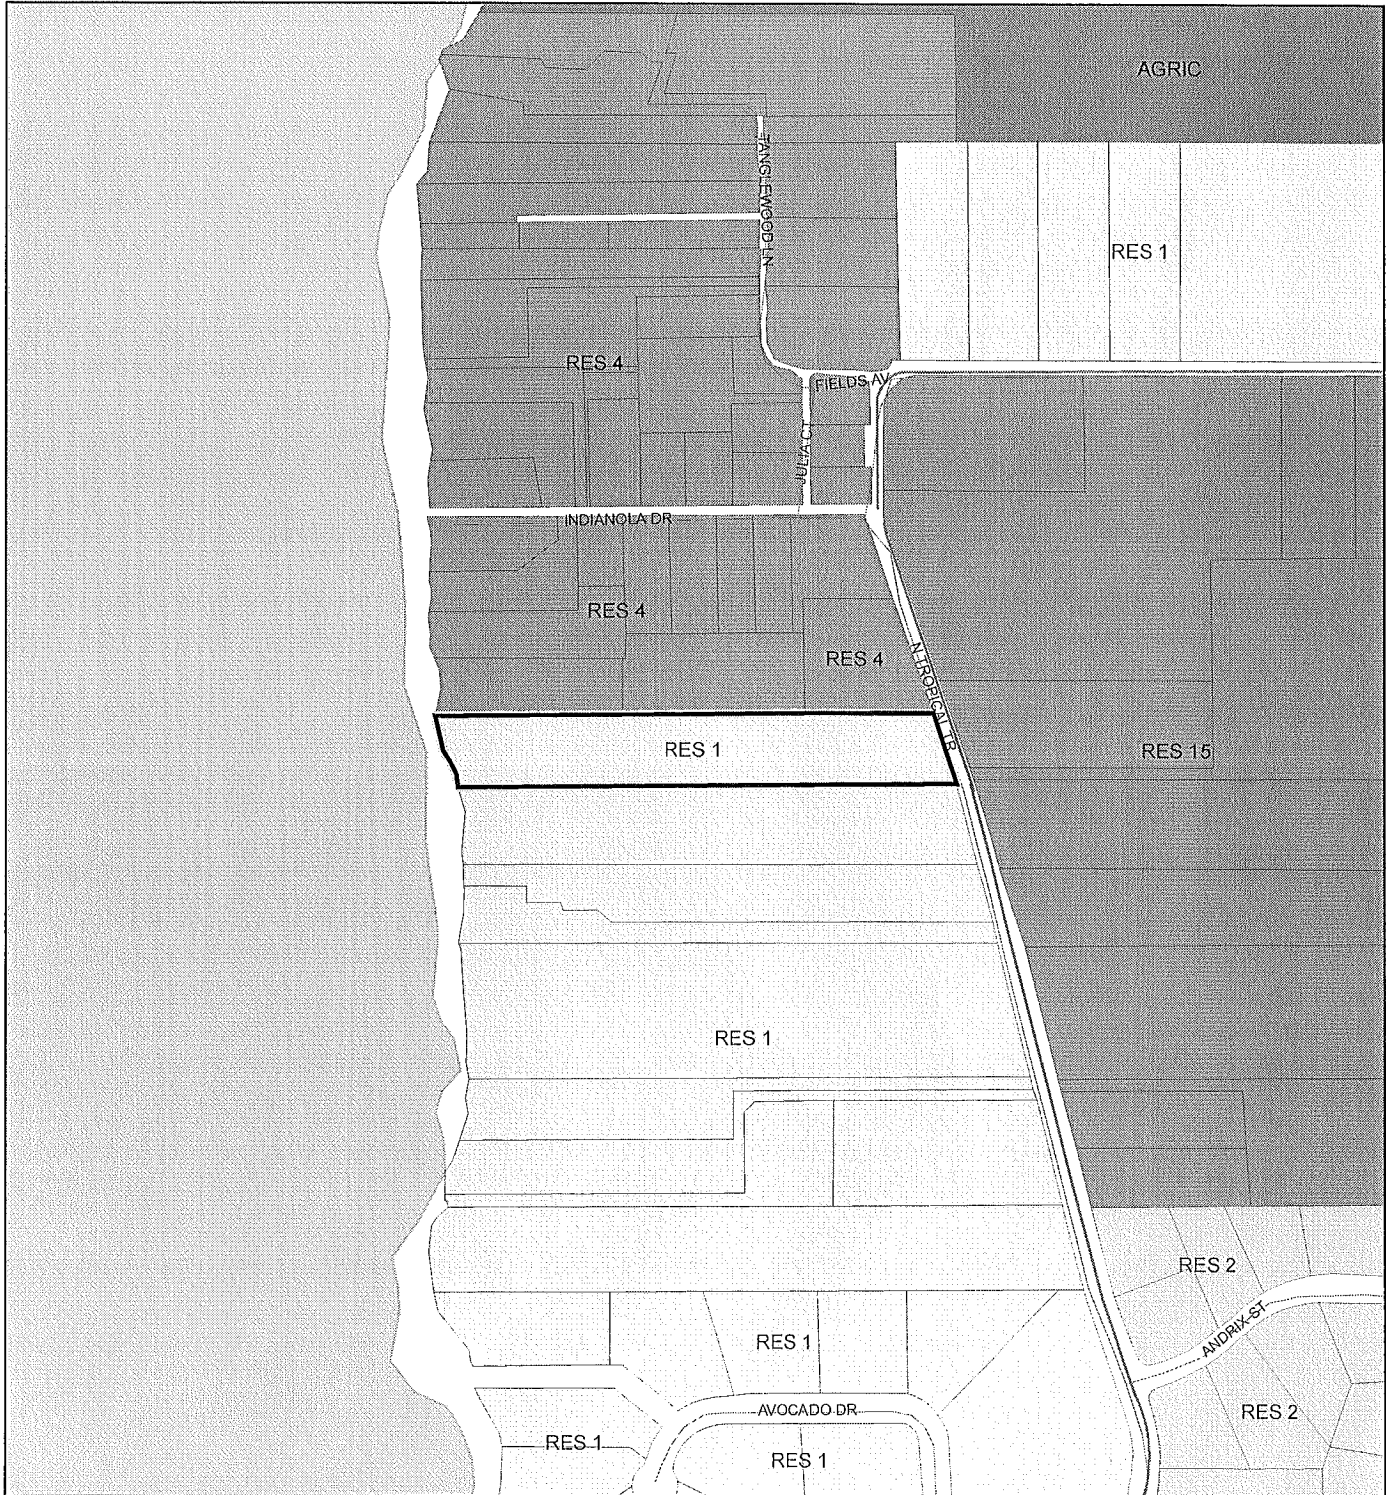 AGRIC
TANGLEWOOD LN
RES 1
RES 4
FIELDS AV
JULIA CT
INDIANOLA DR
RES 4
RES 4
N TROPICAL TR
RES 1
RES 15
RES 1
RES 2
ANDRIX ST
RES 1
AVOCADO DR
RES 2
RES 1
RES 1